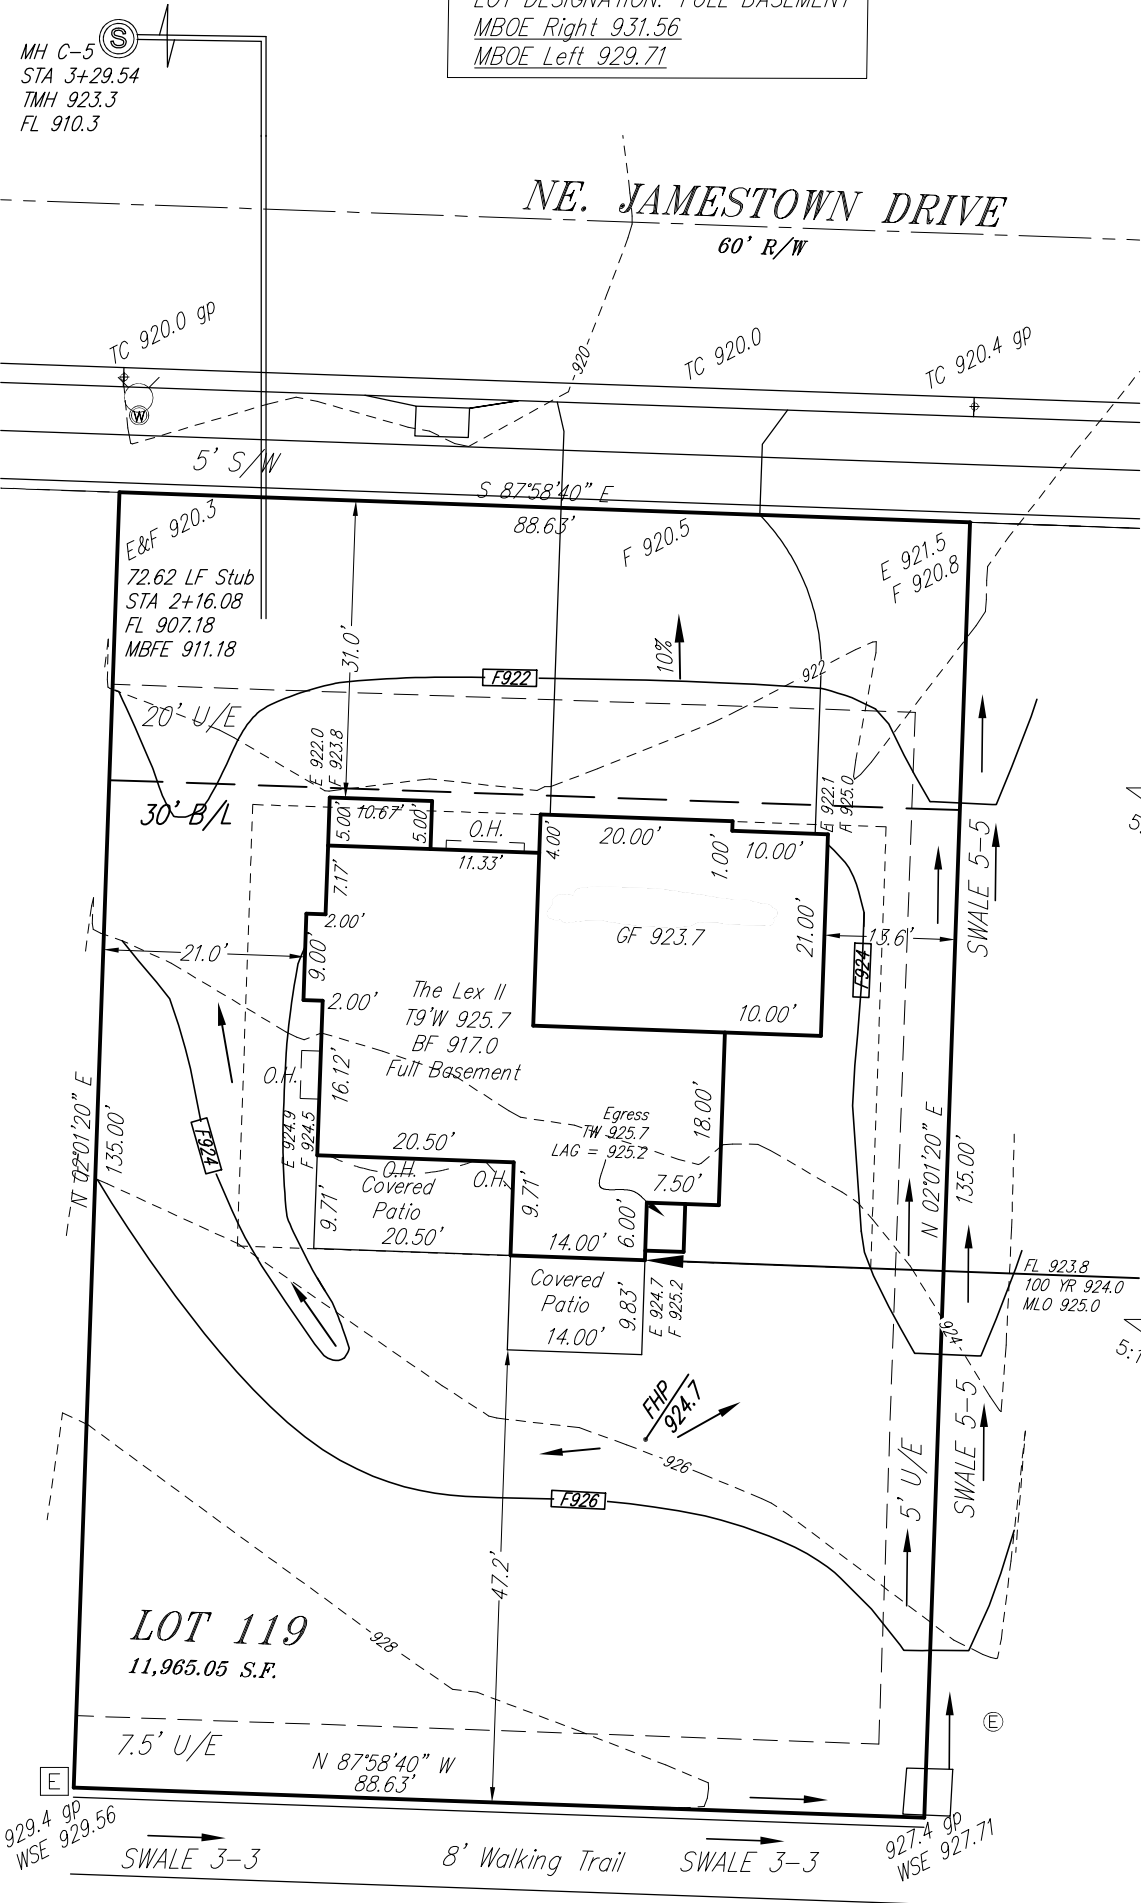 LOT DESIGNATION: FULL BASEMENT
MBOE Right 931.56
MBOE Left 929.71
S
MH C-5
STA 3+29.54
TMH 923.3
FL 910.3
NE. JAMESTOWN DRIVE
60' R/W
TC 920.0 gp
-920-
TC 920.0
TC 920.4 gp
W
5' S/W
S 87°58'40" E
88.63'
E&F 920.3
F 920.5
E 921.5
F 920.8
72.62 LF Stub
STA 2+16.08
FL 907.18
MBFE 911.18
31.0'
10%
F922
922
20' U/E
E 922.0
F 923.8
E 922.1
F 925.0
30' B/L
5.00'
10.67'
5.00'
O.H.
11.33'
4.00'
20.00'
1.00'
10.00'
SWALE 5-5
5:
7.17'
2.00'
21.0'
9.00'
2.00'
GF 923.7
21.00'
13.6'
F924
The Lex II
T9'W 925.7
BF 917.0
Full Basement
10.00'
O.H.
16.12'
N 02°01'20" E
135.00'
F924
E 924.9
F 924.5
Egress
TW 925.7
LAG = 925.2
18.00'
N 02°01'20" E
135.00'
20.50'
O.H.
O.H.
Covered
Patio
20.50'
9.71'
9.71'
7.50'
6.00'
14.00'
Covered
Patio
14.00'
9.83'
E 924.7
F 925.2
FL 923.8
100 YR 924.0
MLO 925.0
924
5:1
FHP
924.7
926
F926
SWALE 5-5
5' U/E
47.2'
LOT 119
11,965.05 S.F.
-928
7.5' U/E
N 87°58'40" W
88.63'
E
E
929.4 gp
WSE 929.56
927.4 gp
WSE 927.71
SWALE 3-3
8' Walking Trail
SWALE 3-3